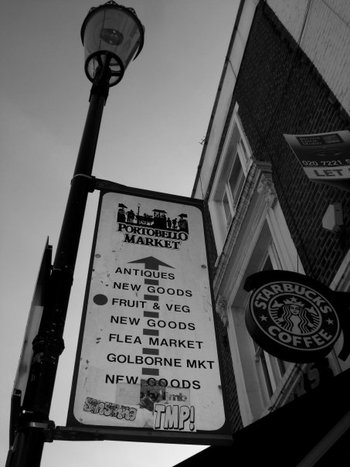 PORTOBELLO
MARKET
ANTIQUES
NEW GOODS
FRUIT & VEG
NEW GOODS
FLEA MARKET
GOLBORNE MKT
NEW GOODS
TMP!
STARBUCKS
COFFEE
020 7221
LET